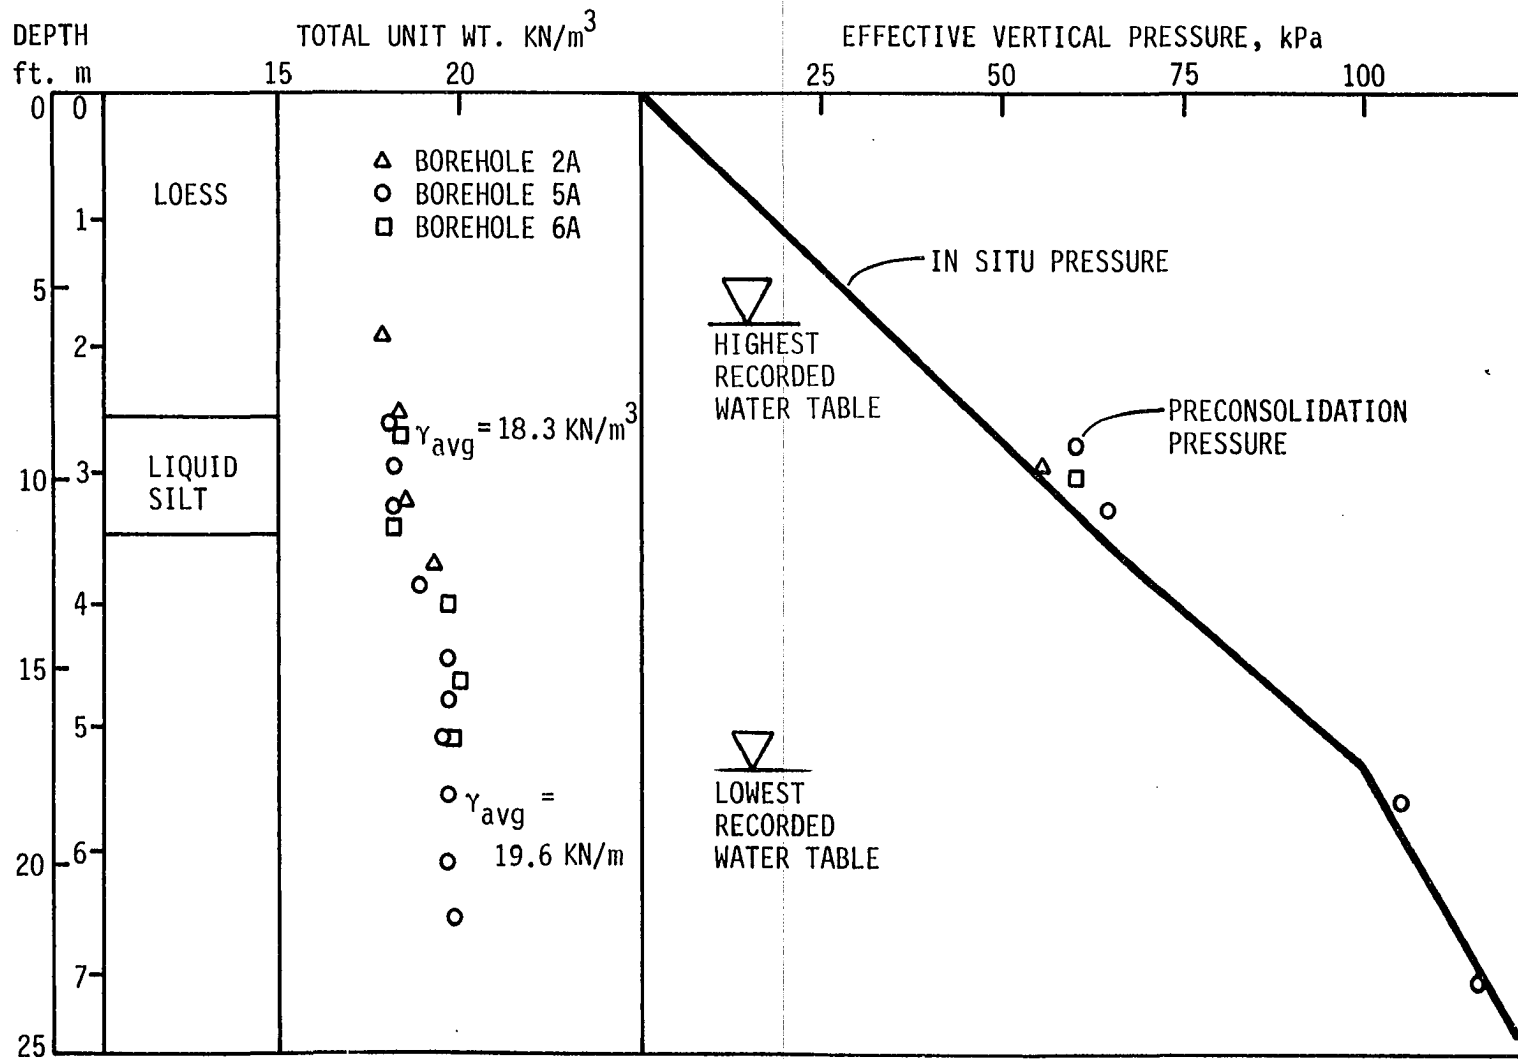 DEPTH
ft. m
TOTAL UNIT WT. KN/m³
EFFECTIVE VERTICAL PRESSURE, kPa
15 20 25 50 75 100
0 0
△ BOREHOLE 2A
○ BOREHOLE 5A
□ BOREHOLE 6A
LOESS
1
IN SITU PRESSURE
5
2
HIGHEST
RECORDED
WATER TABLE
γavg = 18.3 KN/m³
PRECONSOLIDATION
PRESSURE
LIQUID
SILT
10 3
4
15
5
LOWEST
RECORDED
WATER TABLE
γavg =
19.6 KN/m
6
20
7
25